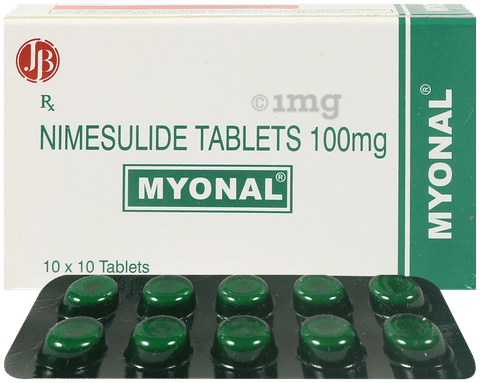 JB
Rx
©1mg
NIMESULIDE TABLETS 100mg
MYONAL®
10 x 10 Tablets
MYONAL®